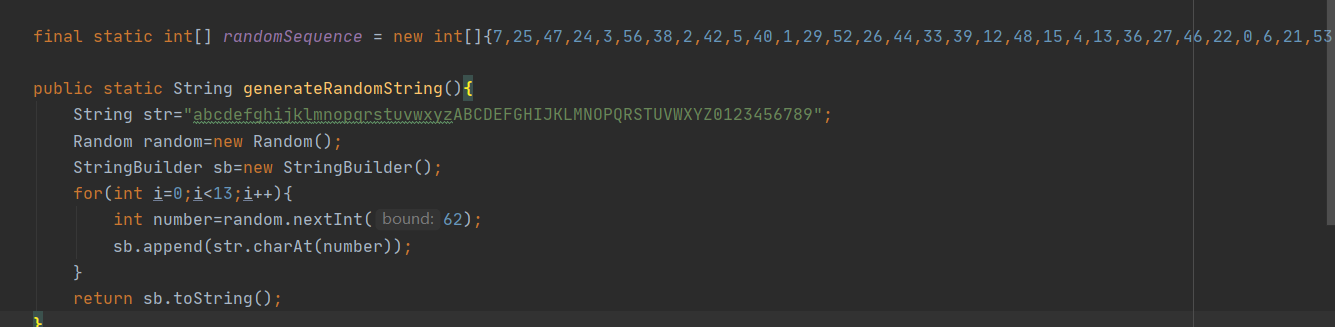 final static int[] randomSequence = new int[]{7,25,47,24,3,56,38,2,42,5,40,1,29,52,26,44,33,39,12,48,15,4,13,36,27,46,22,0,6,21,53
public static String generateRandomString(){
String str="abcdefghijklmnopqrstuvwxyzABCDEFGHIJKLMNOPQRSTUVWXYZ0123456789";
Random random=new Random();
StringBuilder sb=new StringBuilder();
for(int i=0;i<13;i++){
int number=random.nextInt( bound: 62);
sb.append(str.charAt(number));
}
return sb.toString();
}